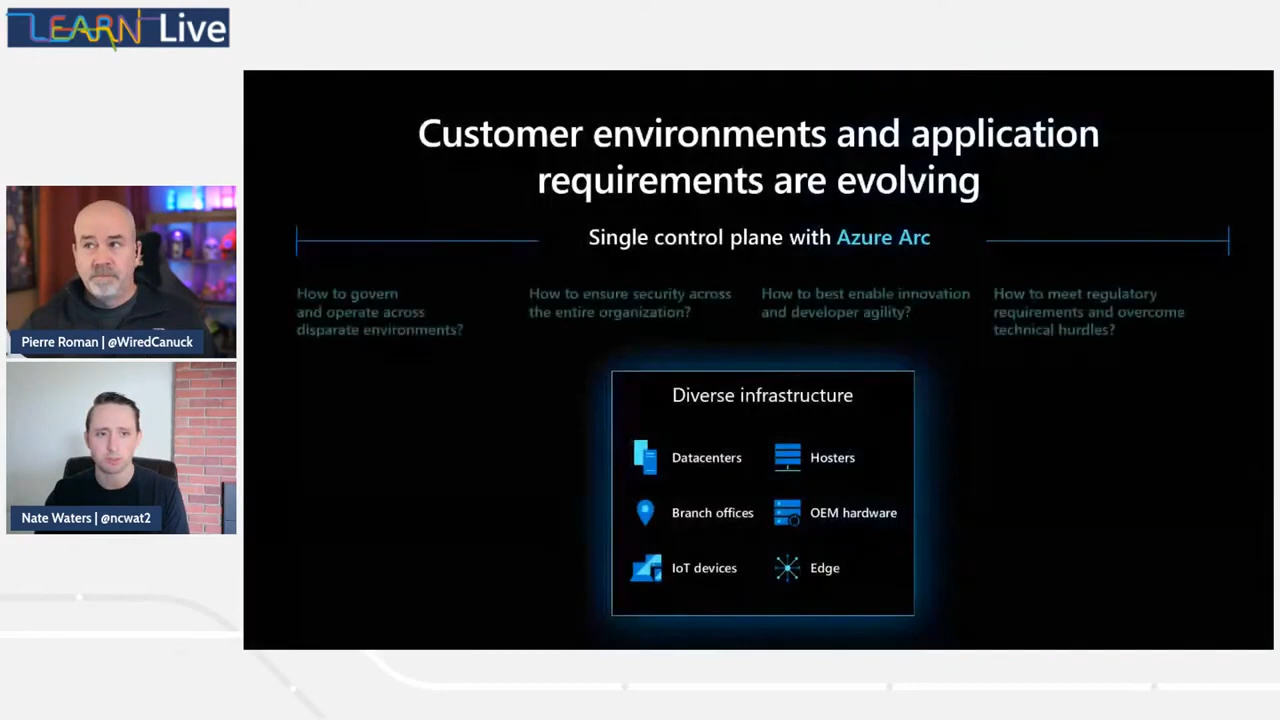 LEARN Live
Customer environments and application
requirements are evolving
Single control plane with Azure Arc
How to govern
and operate across
disparate environments?
How to ensure security across
the entire organization?
How to best enable innovation
and developer agility?
How to meet regulatory
requirements and overcome
technical hurdles?
Diverse infrastructure
Datacenters
Hosters
Branch offices
OEM hardware
IoT devices
Edge
Pierre Roman | @WiredCanuck
Nate Waters | @ncwat2